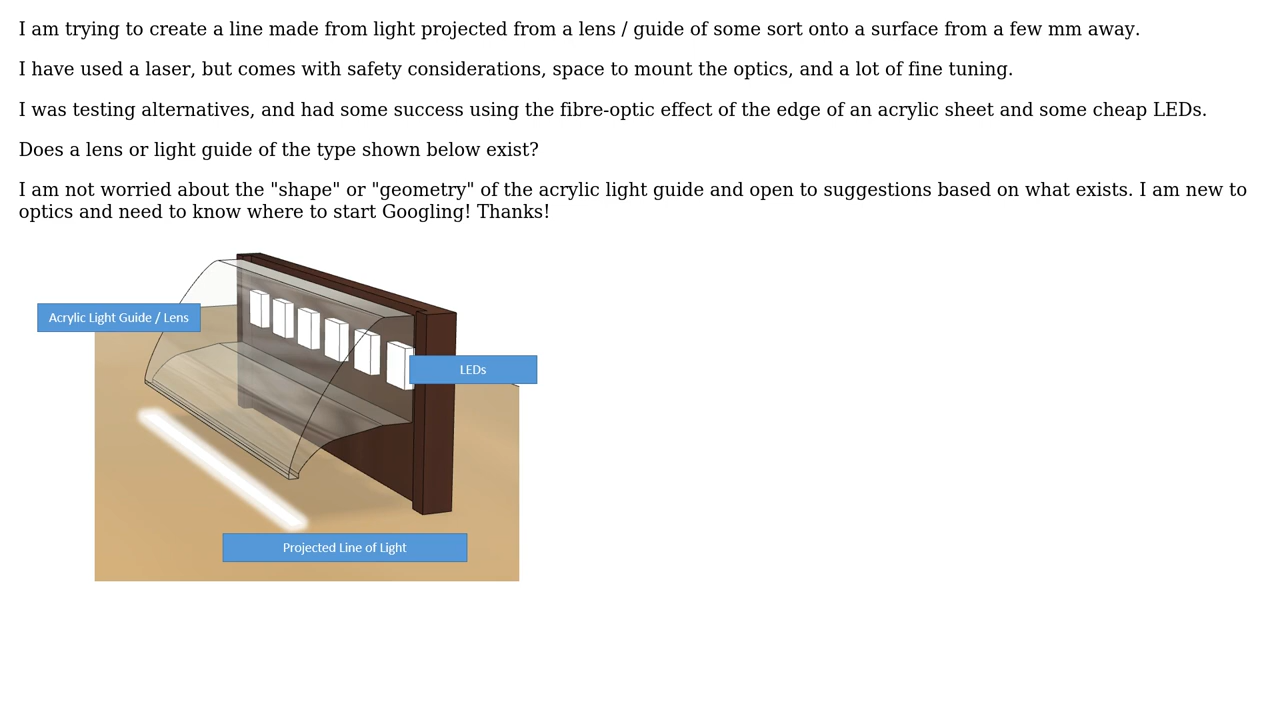 I am trying to create a line made from light projected from a lens / guide of some sort onto a surface from a few mm away.
I have used a laser, but comes with safety considerations, space to mount the optics, and a lot of fine tuning.
I was testing alternatives, and had some success using the fibre-optic effect of the edge of an acrylic sheet and some cheap LEDs.
Does a lens or light guide of the type shown below exist?
I am not worried about the "shape" or "geometry" of the acrylic light guide and open to suggestions based on what exists. I am new to
optics and need to know where to start Googling! Thanks!
Acrylic Light Guide / Lens
LEDs
Projected Line of Light